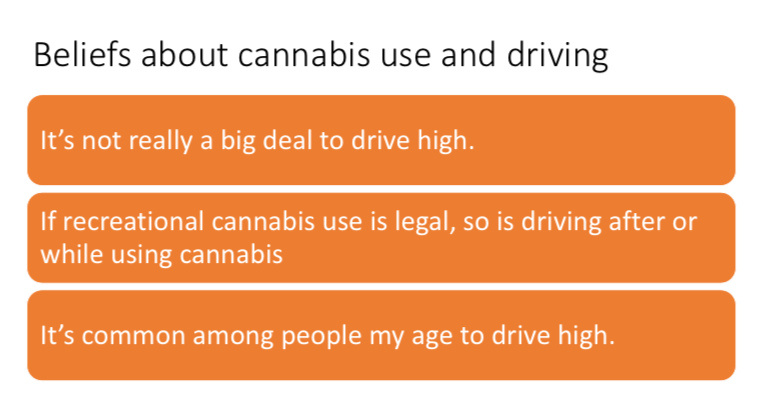 Beliefs about cannabis use and driving
It’s not really a big deal to drive high.
If recreational cannabis use is legal, so is driving after or
while using cannabis
It’s common among people my age to drive high.